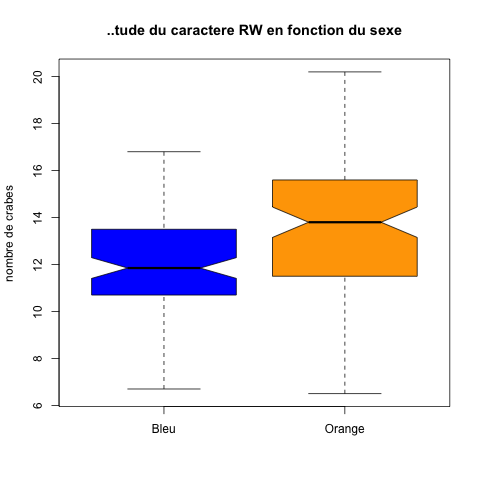 ..tude du caractere RW en fonction du sexe
nombre de crabes
20
18
16
14
12
10
8
6
Bleu
Orange